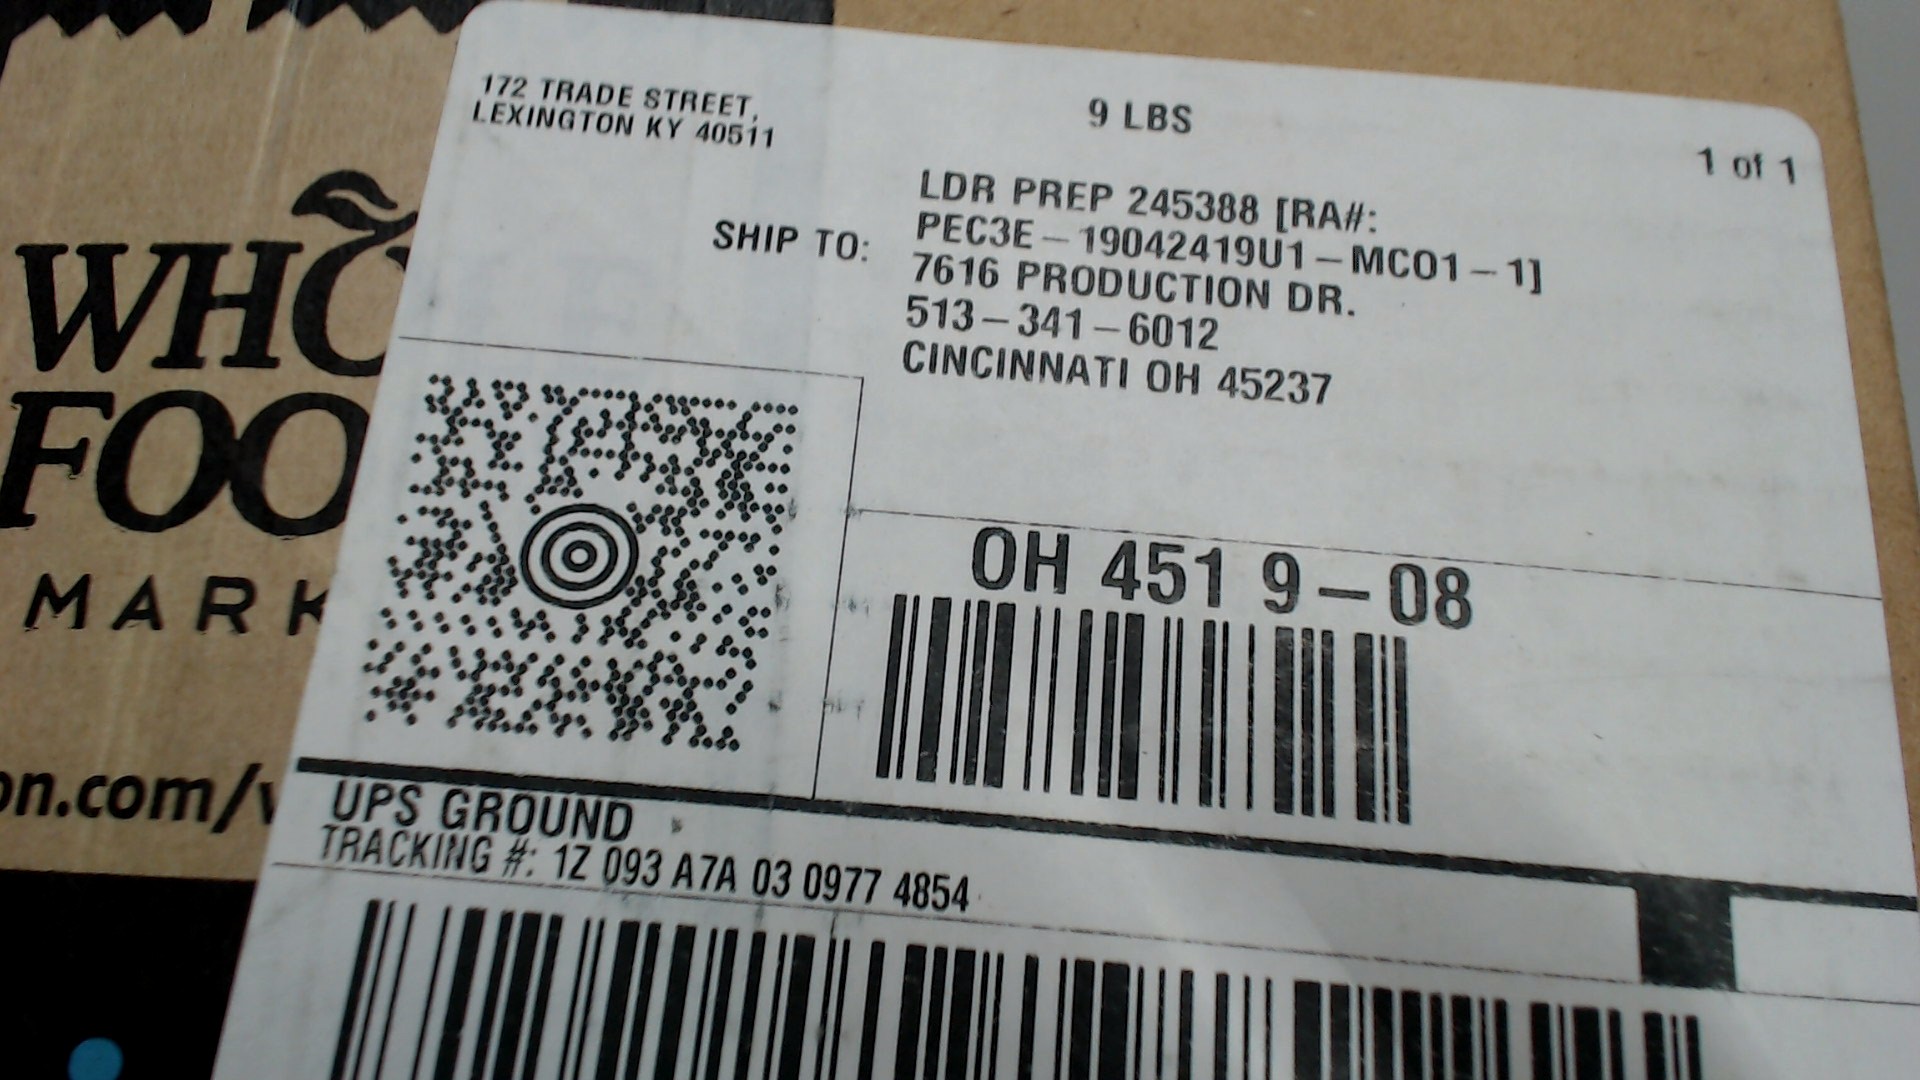 172 TRADE STREET,
LEXINGTON KY 40511
9 LBS
1 of 1
SHIP TO:
LDR PREP 245388 [RA#:
PEC3E-19042419U1-MCO1-1]
7616 PRODUCTION DR.
513-341-6012
CINCINNATI OH 45237
OH 451 9-08
UPS GROUND
TRACKING #: 1Z 093 A7A 03 0977 4854
WHO
FOO
MARK
on.com/